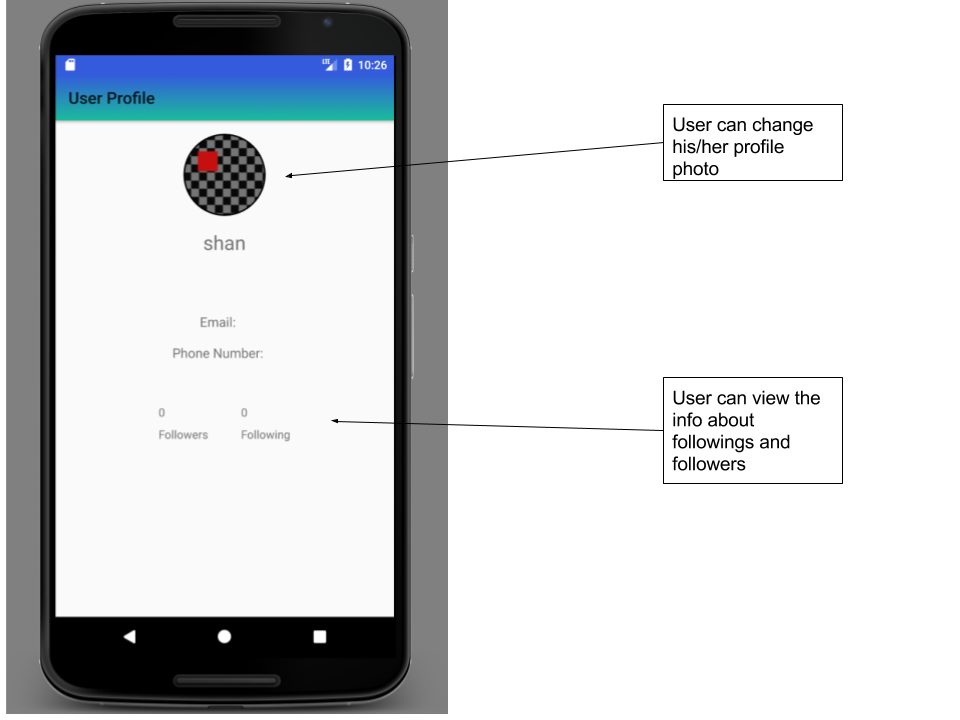 LTE 10:26
User Profile
User can change
his/her profile
photo
shan
Email:
Phone Number:
User can view the
info about
followings and
followers
0 0
Followers Following